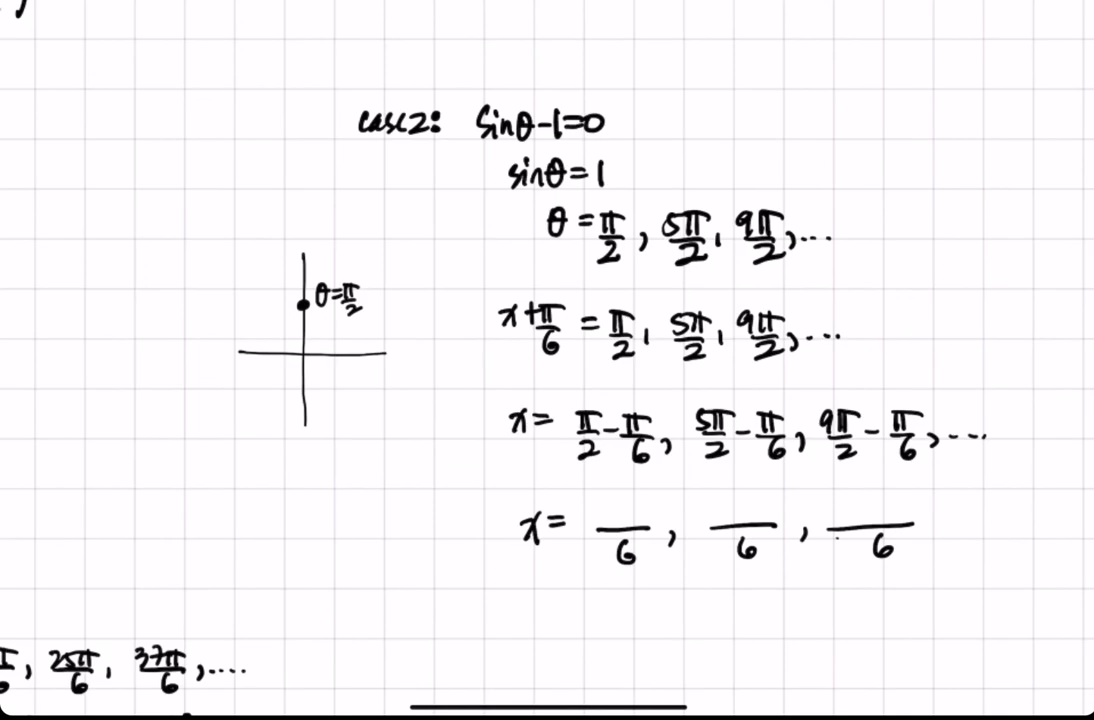 case2: sinθ-1=0
sinθ=1
θ = π/2, 5π/2, 9π/2, ...
θ=π/2
x+π/6 = π/2, 5π/2, 9π/2, ...
x= π/2-π/6, 5π/2-π/6, 9π/2-π/6, ...
x= /6, /6, /6
25π/6, 37π/6, ....